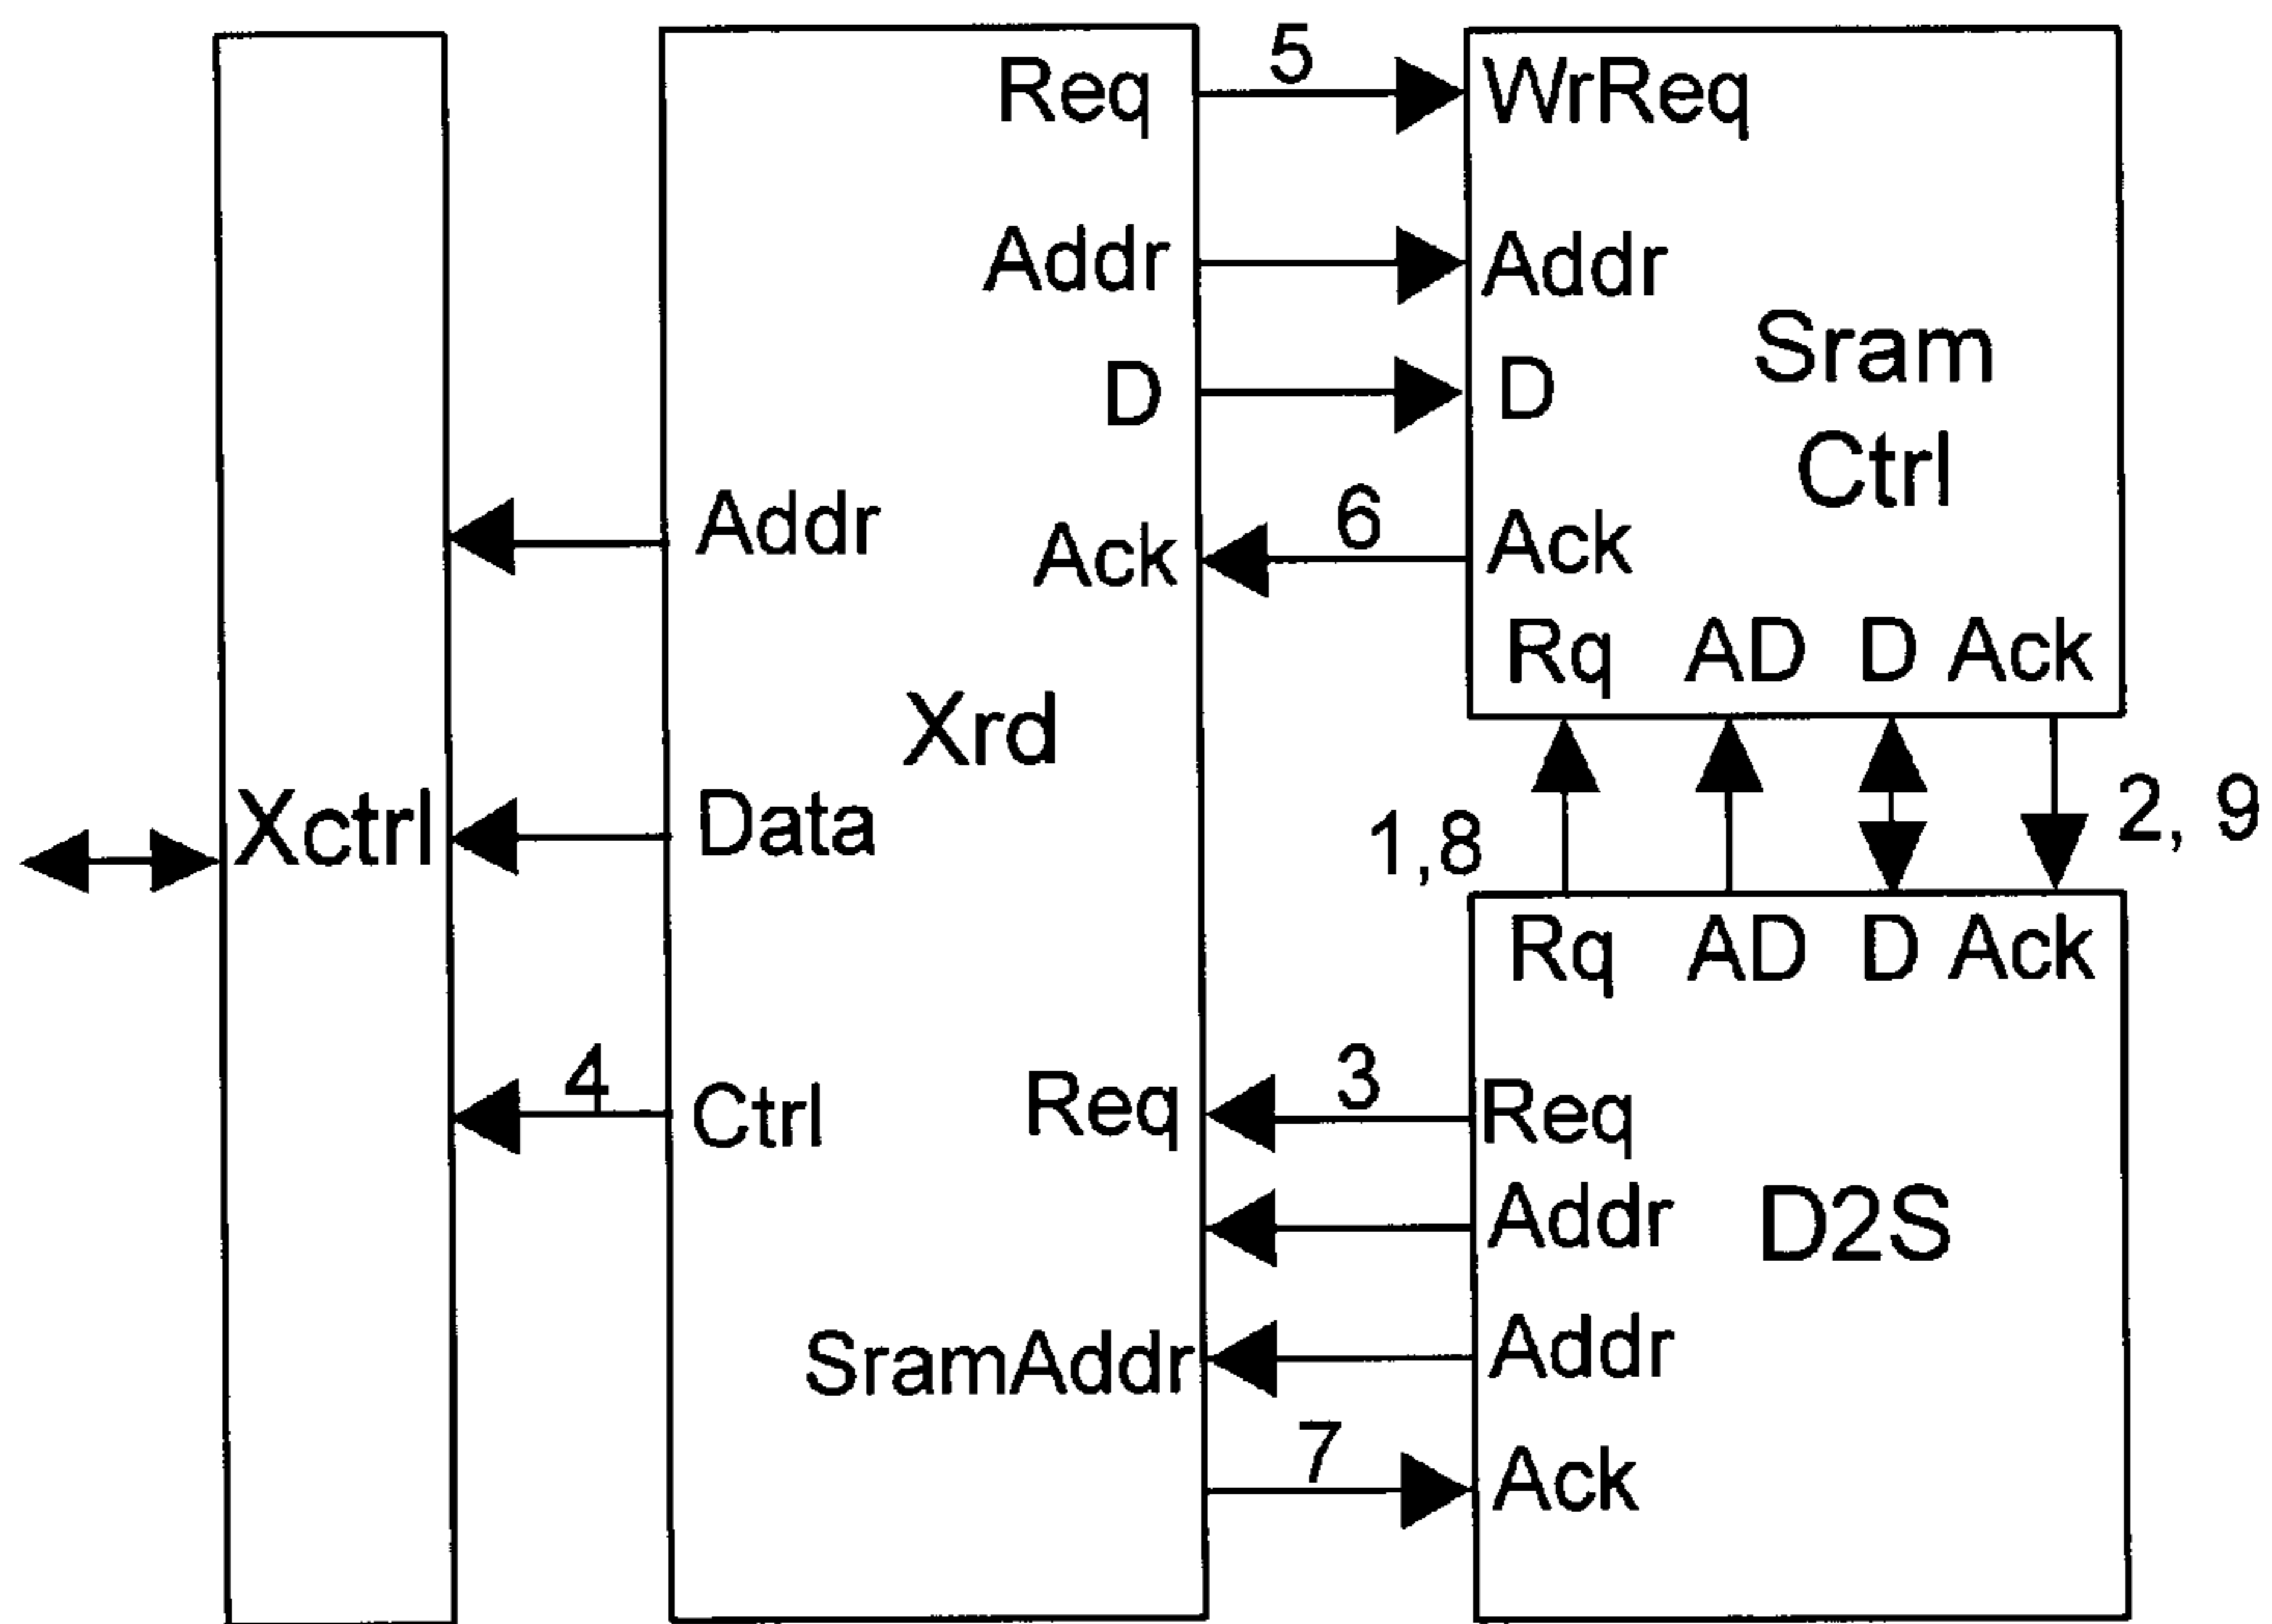 Req 5 WrReq
Addr Addr
D D
Sram
Ctrl
Addr Ack 6 Ack
Rq AD D Ack
Xrd
Xctrl Data 1,8 2, 9
Rq AD D Ack
4 Ctrl Req 3 Req
Addr
D2S
SramAddr Addr
7 Ack